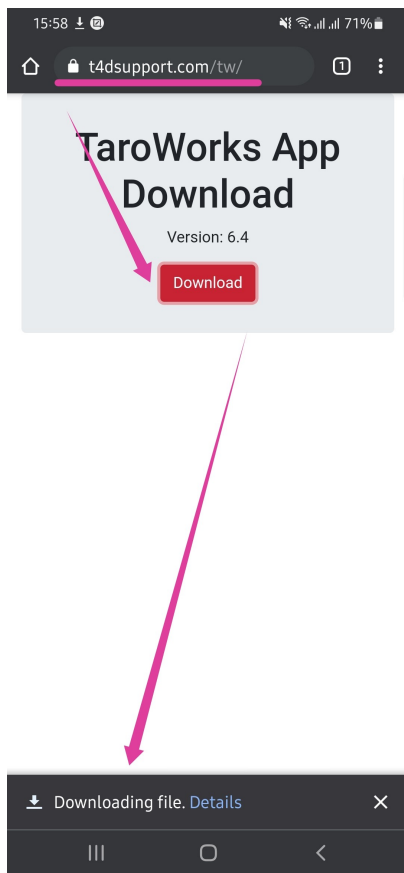 15:58 71%
t4dsupport.com/tw/ 1
TaroWorks App
Download
Version: 6.4
Download
Downloading file. Details